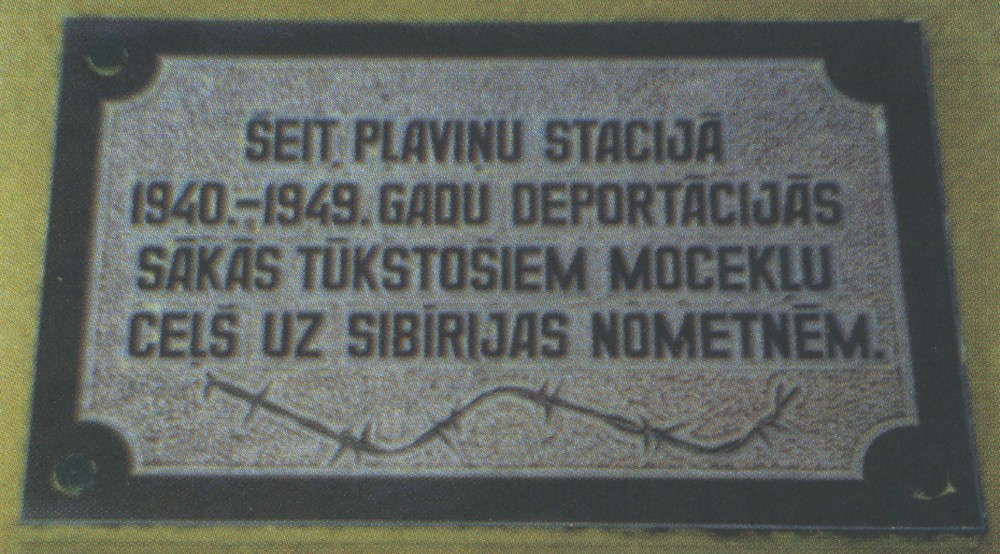 ŠEIT, PĻAVIŅU STACIJĀ
1940.-1949. GADU DEPORTĀCIJĀS
SĀKĀS TŪKSTOŠIEM MOCEKĻU
CEĻŠ UZ SIBĪRIJAS NOMETNĒM.